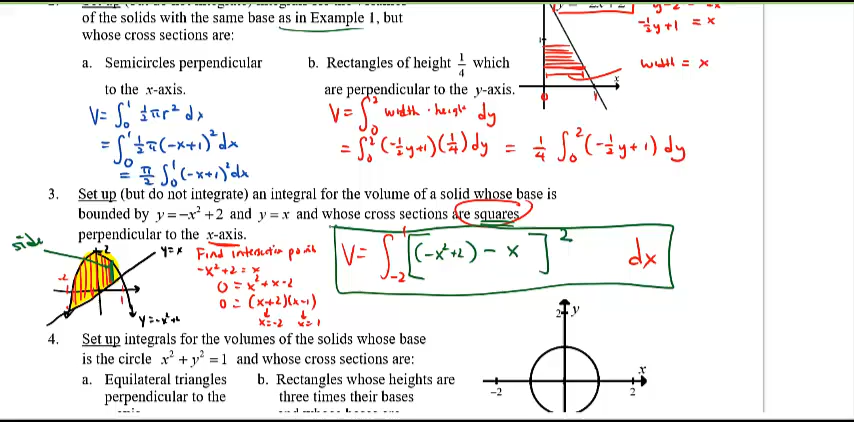 of the solids with the same base as in Example 1, but
whose cross sections are:
y-2 =
-½y+1 = x
width = x
x
a. Semicircles perpendicular
to the x-axis.
V = ∫₀¹ ½πr² dx
= ∫₀¹ ½π(-x+1)² dx
= π/2 ∫₀¹ (-x+1)² dx
b. Rectangles of height 1/4 which
are perpendicular to the y-axis.
V = ∫₀² width · height dy
= ∫₀² (-½y+1)(¼) dy = ¼ ∫₀² (-½y+1) dy
3. Set up (but do not integrate) an integral for the volume of a solid whose base is
bounded by y = -x² + 2 and y = x and whose cross sections are squares
perpendicular to the x-axis.
side
2
-2
1
y=x
y=-x²+2
Find intersection points
-x²+2 = x
0 = x²+x-2
0 = (x+2)(x-1)
x=-2 x=1
V = ∫₋₂¹ [(-x²+2) - x]² dx
4. Set up integrals for the volumes of the solids whose base
is the circle x² + y² = 1 and whose cross sections are:
a. Equilateral triangles
perpendicular to the
b. Rectangles whose heights are
three times their bases
2
y
x
-2
2